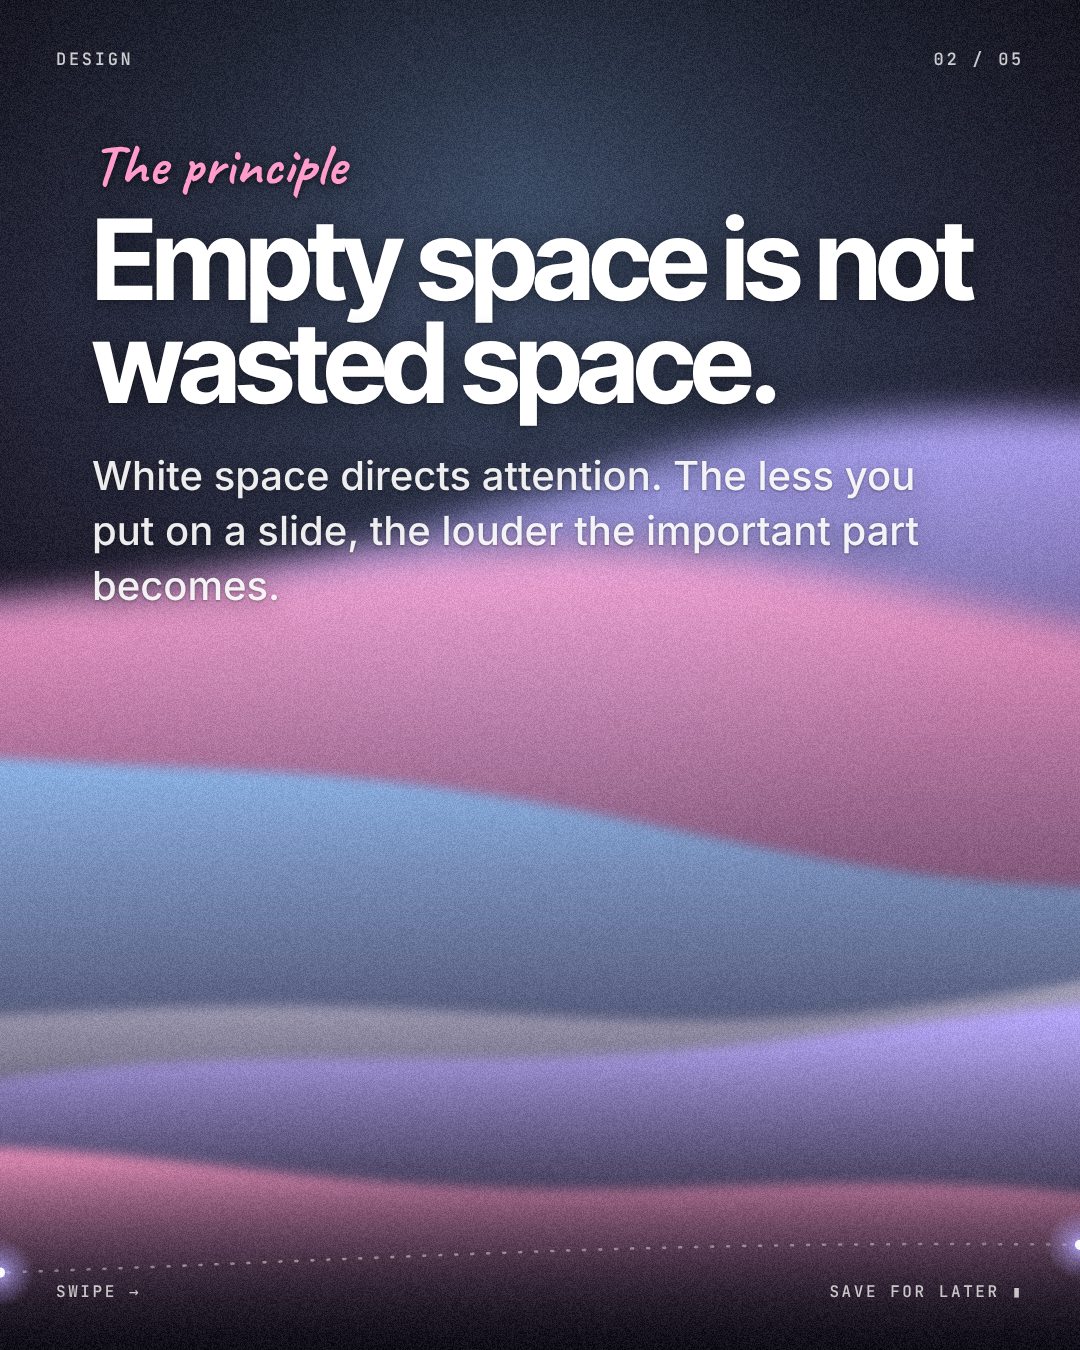 DESIGN
02 / 05
The principle
Empty space is not
wasted space.
White space directs attention. The less you
put on a slide, the louder the important part
becomes.
SWIPE →
SAVE FOR LATER ▮